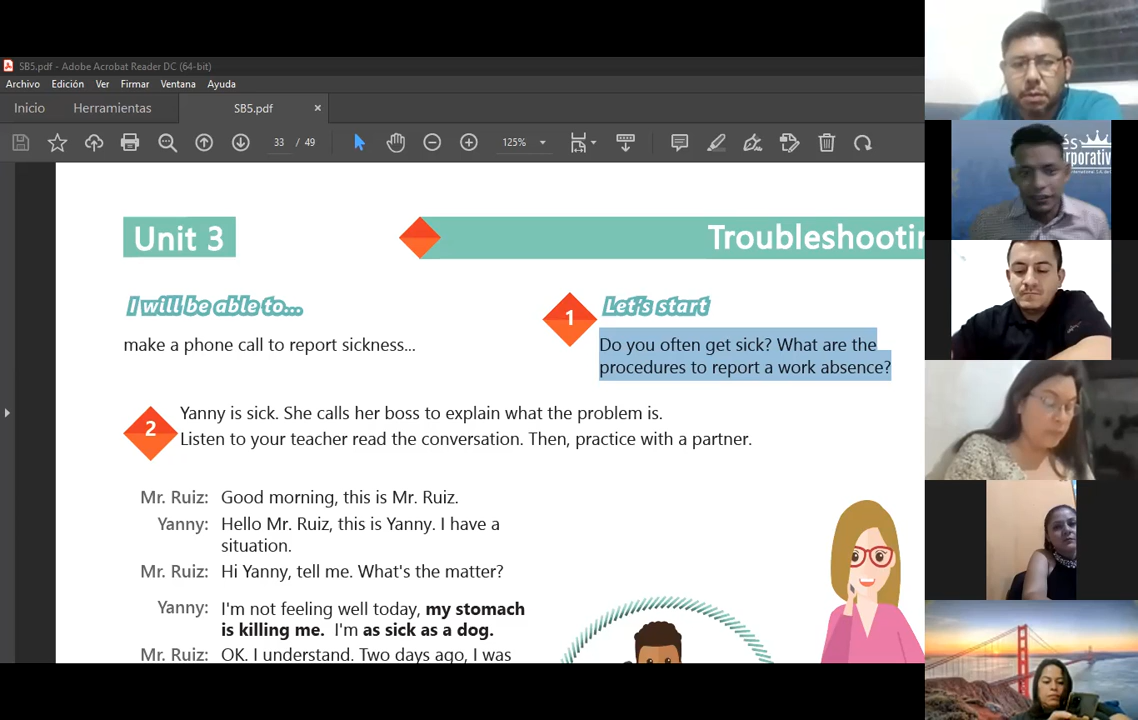 SB5.pdf - Adobe Acrobat Reader DC (64-bit)
Archivo Edición Ver Firmar Ventana Ayuda
Inicio Herramientas SB5.pdf ×
33 / 49 125%
Unit 3
I will be able to...
Let's start
1
make a phone call to report sickness...
Do you often get sick? What are the
procedures to report a work absence?
2
Yanny is sick. She calls her boss to explain what the problem is.
Listen to your teacher read the conversation. Then, practice with a partner.
Mr. Ruiz: Good morning, this is Mr. Ruiz.
Yanny: Hello Mr. Ruiz, this is Yanny. I have a
situation.
Mr. Ruiz: Hi Yanny, tell me. What's the matter?
Yanny: I'm not feeling well today, my stomach
is killing me. I'm as sick as a dog.
Mr. Ruiz: OK. I understand. Two days ago, I was